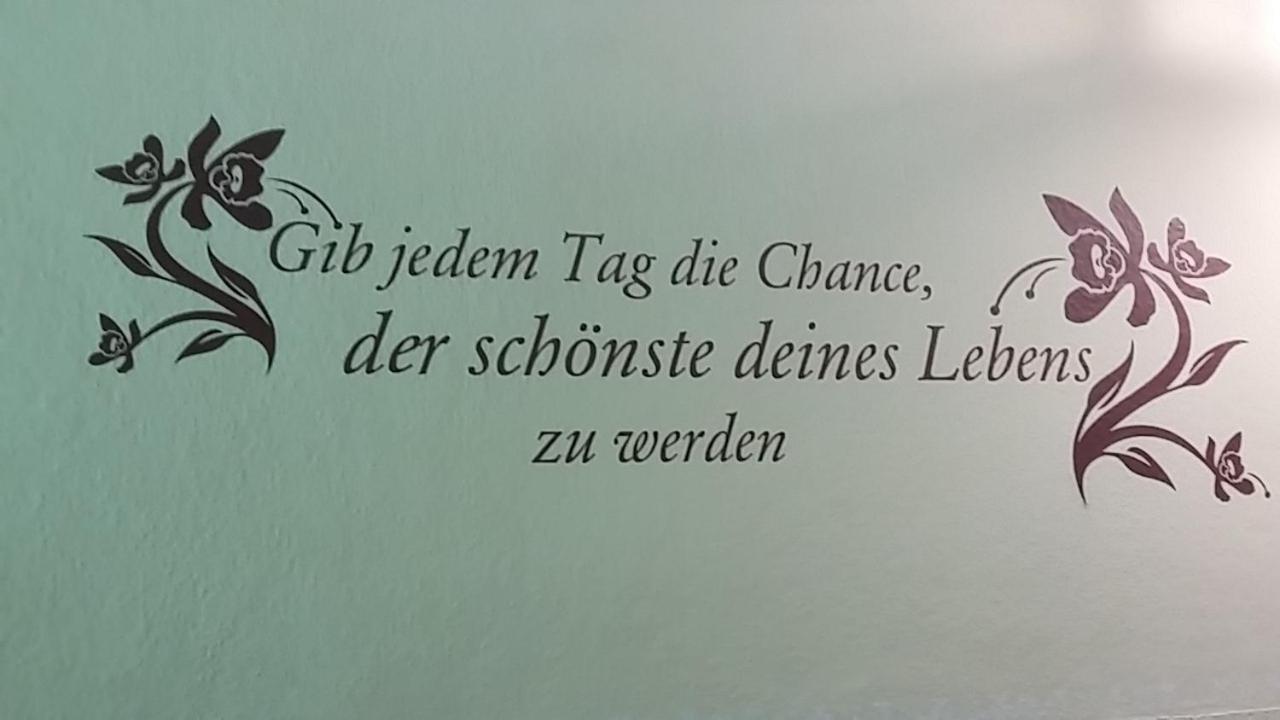 Gib jedem Tag die Chance,
der schönste deines Lebens
zu werden